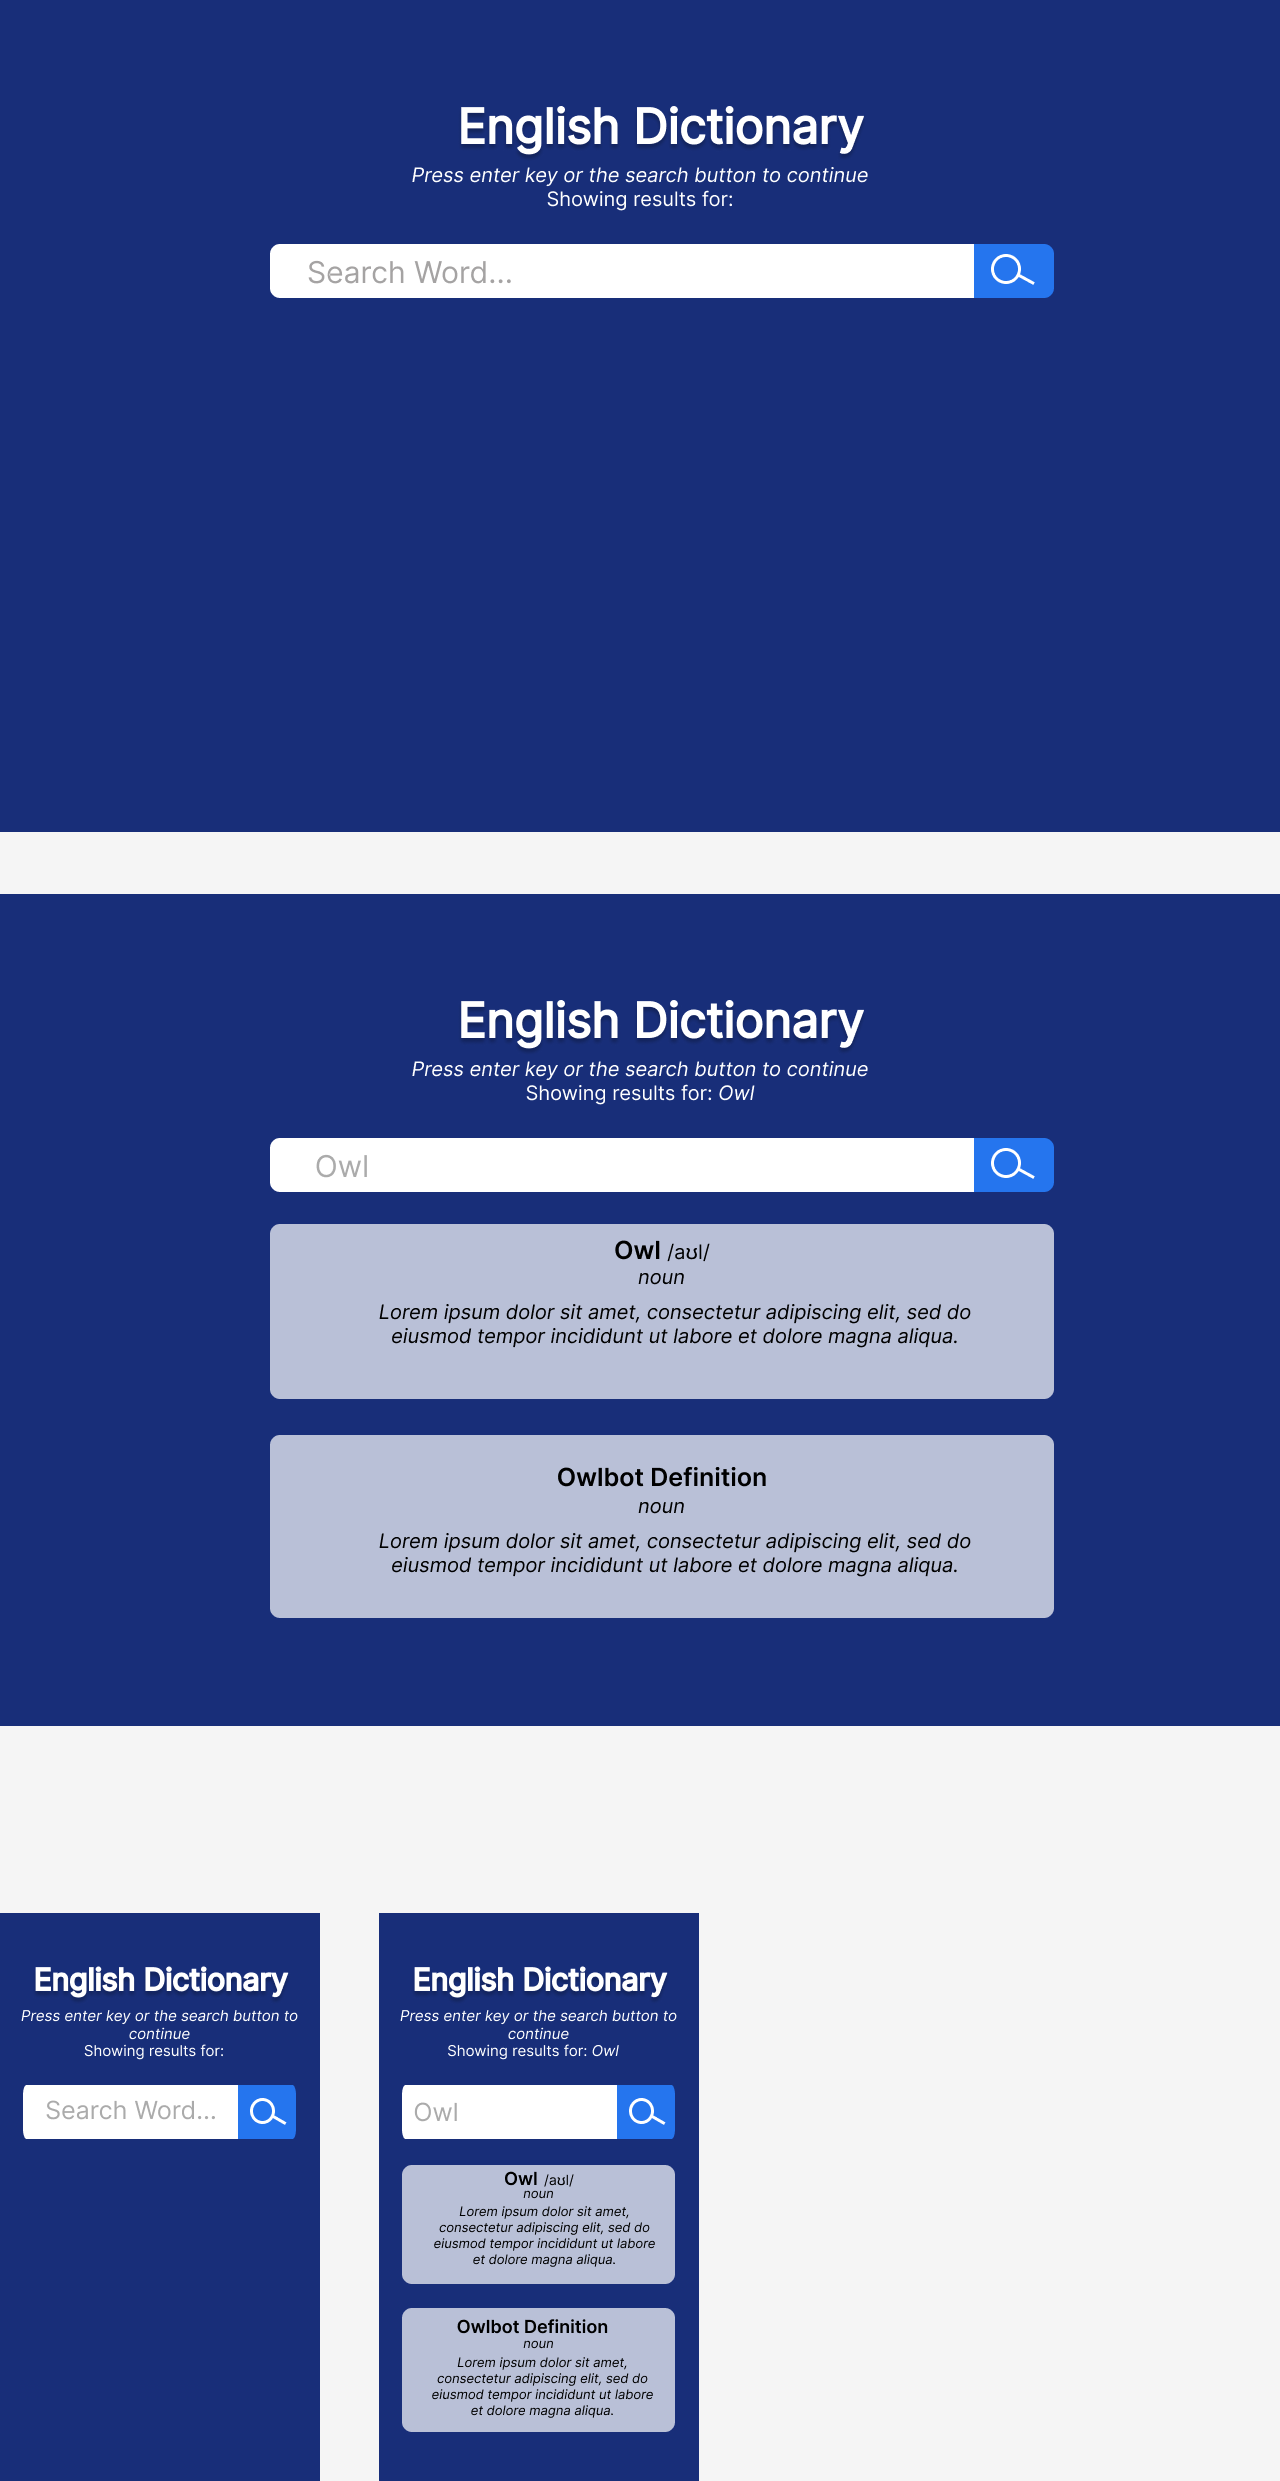 English Dictionary
Press enter key or the search button to continue
Showing results for:
Search Word...
English Dictionary
Press enter key or the search button to continue
Showing results for: Owl
Owl
Owl /aʊl/
noun
Lorem ipsum dolor sit amet, consectetur adipiscing elit, sed do
eiusmod tempor incididunt ut labore et dolore magna aliqua.
Owlbot Definition
noun
Lorem ipsum dolor sit amet, consectetur adipiscing elit, sed do
eiusmod tempor incididunt ut labore et dolore magna aliqua.
English Dictionary
Press enter key or the search button to
continue
Showing results for:
Search Word...
English Dictionary
Press enter key or the search button to
continue
Showing results for: Owl
Owl
Owl /aʊl/
noun
Lorem ipsum dolor sit amet,
consectetur adipiscing elit, sed do
eiusmod tempor incididunt ut labore
et dolore magna aliqua.
Owlbot Definition
noun
Lorem ipsum dolor sit amet,
consectetur adipiscing elit, sed do
eiusmod tempor incididunt ut labore
et dolore magna aliqua.